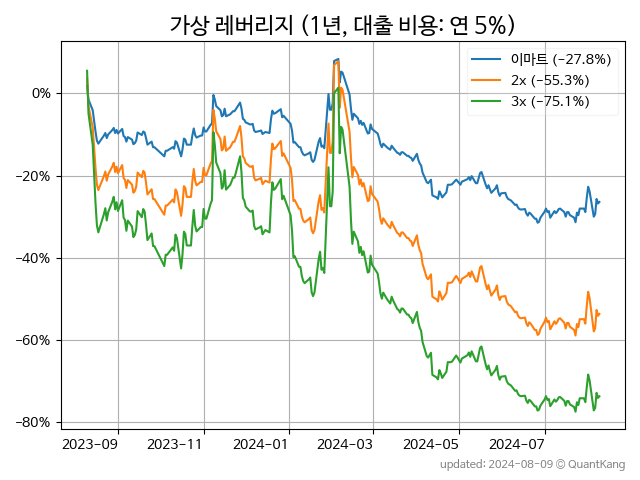 가상 레버리지 (1년, 대출 비용: 연 5%)
이마트 (−27.8%)
2x (−55.3%)
3x (−75.1%)
0%
−20%
−40%
−60%
−80%
2023-09 2023-11 2024-01 2024-03 2024-05 2024-07
updated: 2024-08-09 © QuantKang